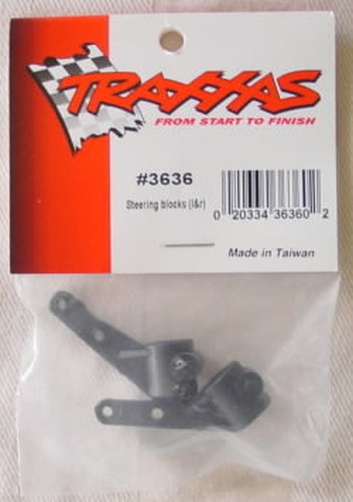 TRAXXAS
FROM START TO FINISH
#3636
Steering blocks (l&r)
0 20334 36360 2
Made in Taiwan